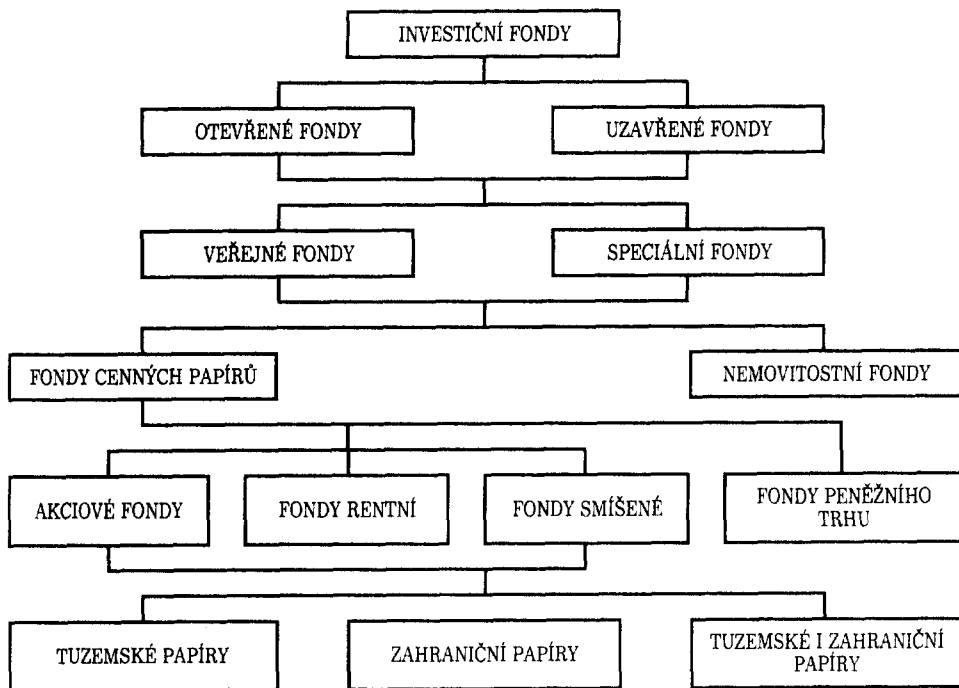 INVESTIČNÍ FONDY
OTEVŘENÉ FONDY
UZAVŘENÉ FONDY
VEŘEJNÉ FONDY
SPECIÁLNÍ FONDY
FONDY CENNÝCH PAPÍRŮ
NEMOVITOSTNÍ FONDY
AKCIOVÉ FONDY
FONDY RENTNÍ
FONDY SMÍŠENÉ
FONDY PENĚŽNÍHO
TRHU
TUZEMSKÉ PAPÍRY
ZAHRANIČNÍ PAPÍRY
TUZEMSKÉ I ZAHRANIČNÍ
PAPÍRY